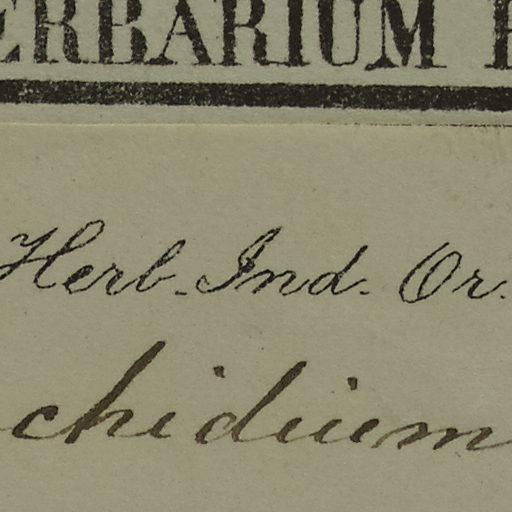 ERBARIUM
Herb. Ind. Or.
chidium